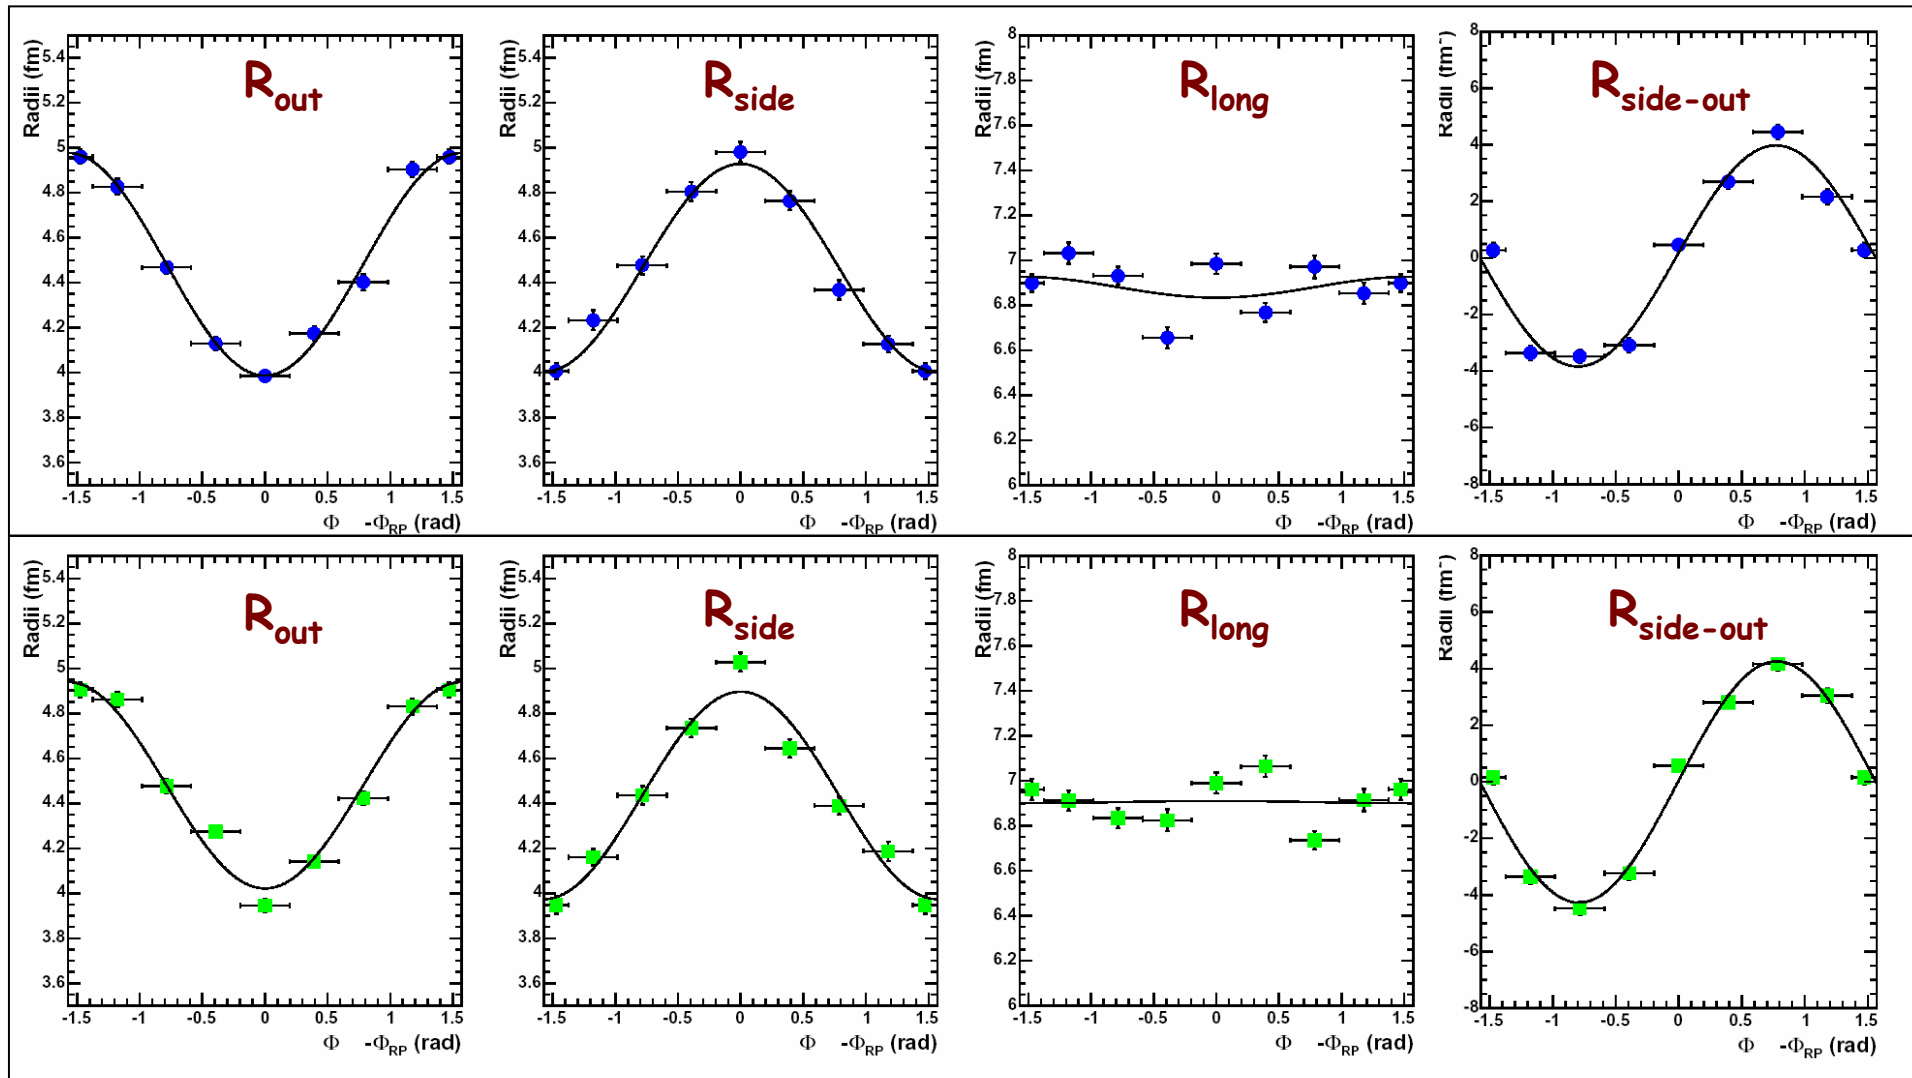 R_out
Radii (fm)
5.4
5.2
5
4.8
4.6
4.4
4.2
4
3.8
3.6
-1.5 -1 -0.5 0 0.5 1 1.5
Φ -Φ_RP (rad)
R_side
Radii (fm)
5.4
5.2
5
4.8
4.6
4.4
4.2
4
3.8
3.6
-1.5 -1 -0.5 0 0.5 1 1.5
Φ -Φ_RP (rad)
R_long
Radii (fm)
8
7.8
7.6
7.4
7.2
7
6.8
6.6
6.4
6.2
6
-1.5 -1 -0.5 0 0.5 1 1.5
Φ -Φ_RP (rad)
R_side-out
Radii
8
6
4
2
0
-2
-4
-6
-8
-1.5 -1 -0.5 0 0.5 1 1.5
Φ -Φ_RP (rad)
R_out
Radii (fm)
5.4
5.2
5
4.8
4.6
4.4
4.2
4
3.8
3.6
-1.5 -1 -0.5 0 0.5 1 1.5
Φ -Φ_RP (rad)
R_side
Radii (fm)
5.4
5.2
5
4.8
4.6
4.4
4.2
4
3.8
3.6
-1.5 -1 -0.5 0 0.5 1 1.5
Φ -Φ_RP (rad)
R_long
Radii (fm)
8
7.8
7.6
7.4
7.2
7
6.8
6.6
6.4
6.2
6
-1.5 -1 -0.5 0 0.5 1 1.5
Φ -Φ_RP (rad)
R_side-out
Radii
8
6
4
2
0
-2
-4
-6
-8
-1.5 -1 -0.5 0 0.5 1 1.5
Φ -Φ_RP (rad)